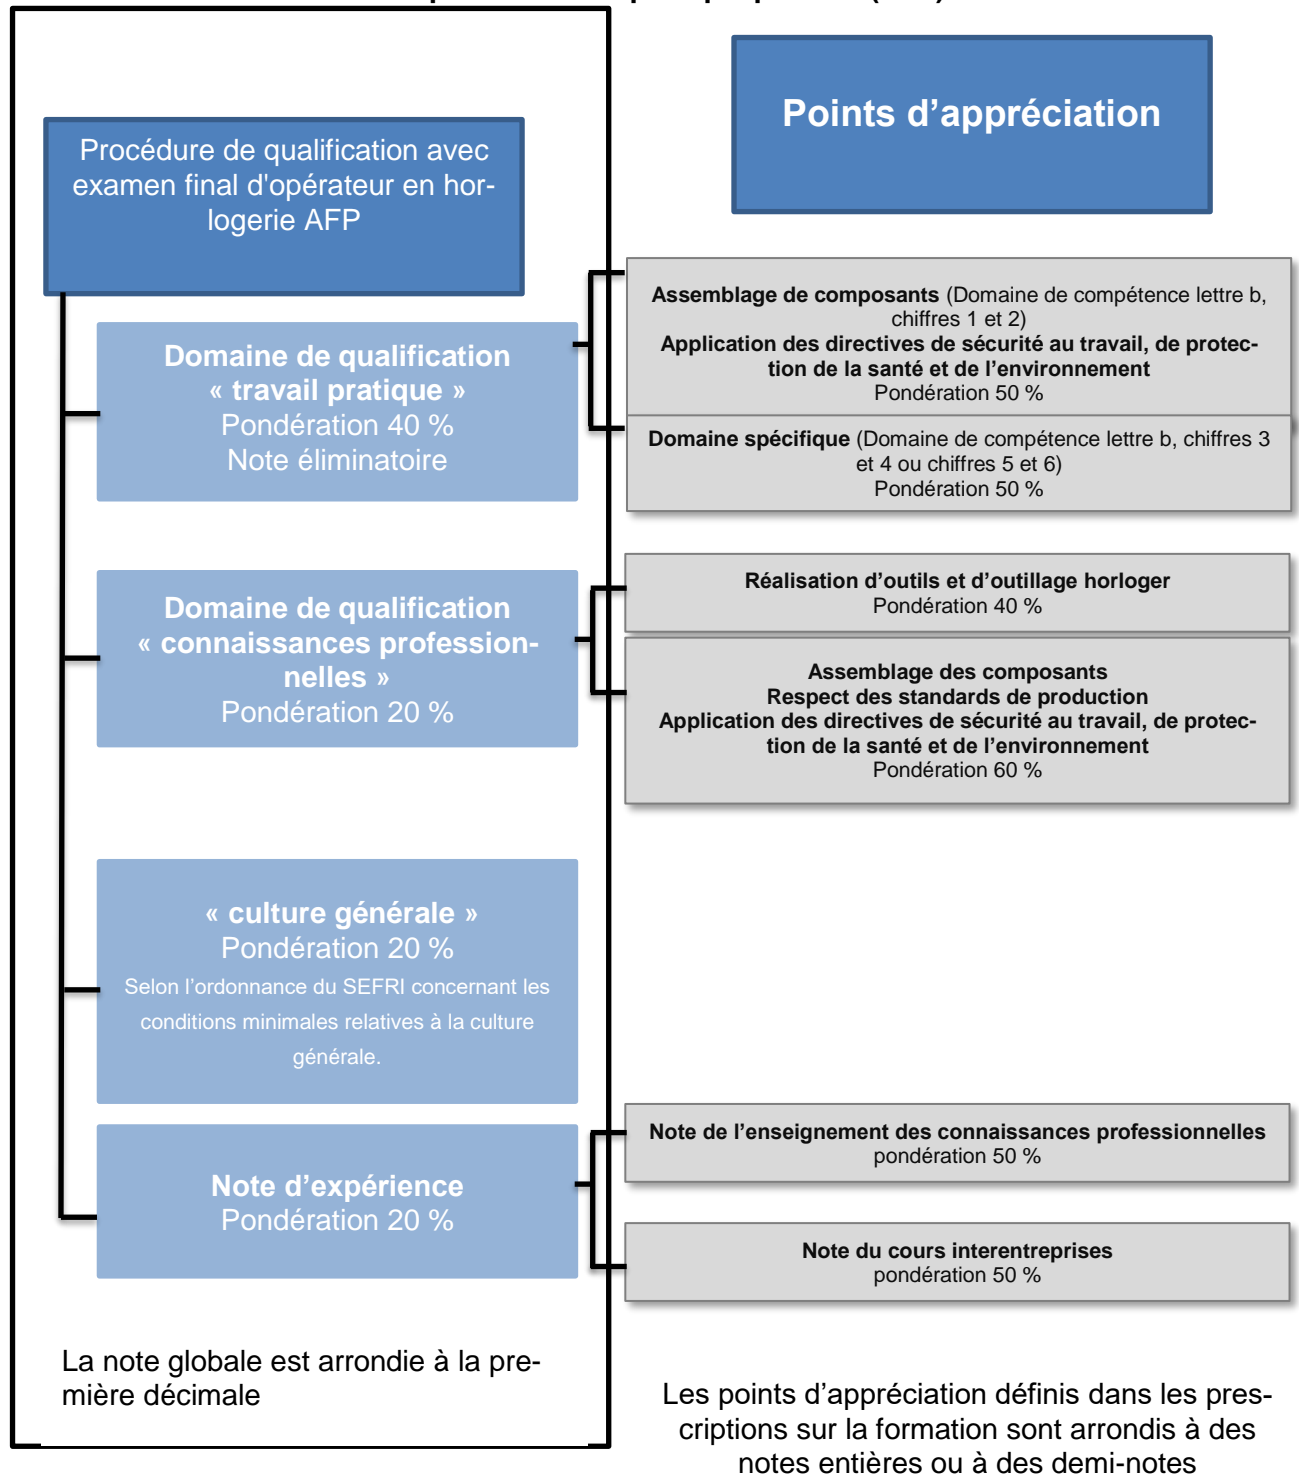 Points d’appréciation
Procédure de qualification avec
examen final d'opérateur en hor-
logerie AFP
Domaine de qualification
« travail pratique »
Pondération 40 %
Note éliminatoire
Assemblage de composants (Domaine de compétence lettre b,
chiffres 1 et 2)
Application des directives de sécurité au travail, de protec-
tion de la santé et de l’environnement
Pondération 50 %
Domaine spécifique (Domaine de compétence lettre b, chiffres 3
et 4 ou chiffres 5 et 6)
Pondération 50 %
Domaine de qualification
« connaissances profession-
nelles »
Pondération 20 %
Réalisation d’outils et d’outillage horloger
Pondération 40 %
Assemblage des composants
Respect des standards de production
Application des directives de sécurité au travail, de protec-
tion de la santé et de l’environnement
Pondération 60 %
« culture générale »
Pondération 20 %
Selon l’ordonnance du SEFRI concernant les
conditions minimales relatives à la culture
générale.
Note d’expérience
Pondération 20 %
Note de l’enseignement des connaissances professionnelles
pondération 50 %
Note du cours interentreprises
pondération 50 %
La note globale est arrondie à la pre-
mière décimale
Les points d’appréciation définis dans les pres-
criptions sur la formation sont arrondis à des
notes entières ou à des demi-notes